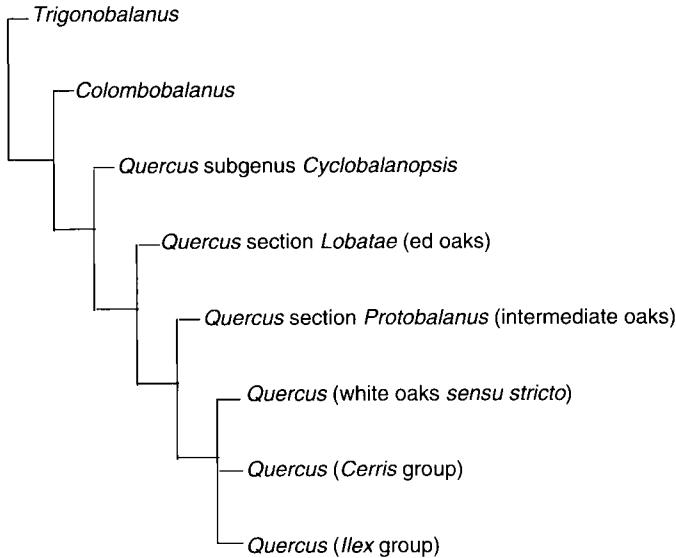 Trigonobalanus
Colombobalanus
Quercus subgenus Cyclobalanopsis
Quercus section Lobatae (ed oaks)
Quercus section Protobalanus (intermediate oaks)
Quercus (white oaks sensu stricto)
Quercus (Cerris group)
Quercus (Ilex group)